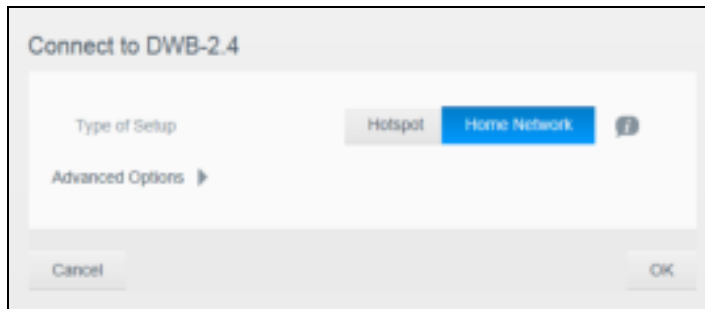 Connect to DWB-2.4
Type of Setup Hotspot Home Network i
Advanced Options
Cancel OK